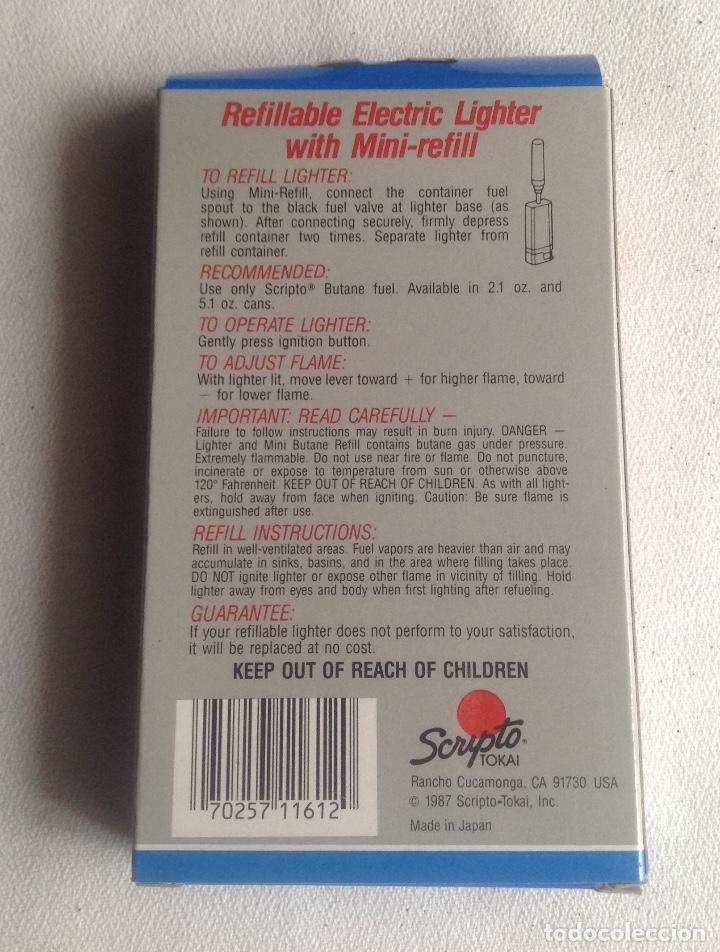 Refillable Electric Lighter
with Mini-refill
TO REFILL LIGHTER:
Using Mini-Refill, connect the container fuel
spout to the black fuel valve at lighter base (as
shown). After connecting securely, firmly depress
refill container two times. Separate lighter from
refill container.
RECOMMENDED:
Use only Scripto® Butane fuel. Available in 2.1 oz. and
5.1 oz. cans.
TO OPERATE LIGHTER:
Gently press ignition button.
TO ADJUST FLAME:
With lighter lit, move lever toward + for higher flame, toward
– for lower flame.
IMPORTANT: READ CAREFULLY —
Failure to follow instructions may result in burn injury. DANGER —
Lighter and Mini Butane Refill contains butane gas under pressure.
Extremely flammable. Do not use near fire or flame. Do not puncture,
incinerate or expose to temperature from sun or otherwise above
120° Fahrenheit. KEEP OUT OF REACH OF CHILDREN. As with all light-
ers, hold away from face when igniting. Caution: Be sure flame is
extinguished after use.
REFILL INSTRUCTIONS:
Refill in well-ventilated areas. Fuel vapors are heavier than air and may
accumulate in sinks, basins, and in the area where filling takes place.
DO NOT ignite lighter or expose other flame in vicinity of filling. Hold
lighter away from eyes and body when first lighting after refueling.
GUARANTEE:
If your refillable lighter does not perform to your satisfaction,
it will be replaced at no cost.
KEEP OUT OF REACH OF CHILDREN
70257 11612
Scripto®
TOKAI
Rancho Cucamonga, CA 91730 USA
© 1987 Scripto-Tokai, Inc.
Made in Japan
todocoleccion